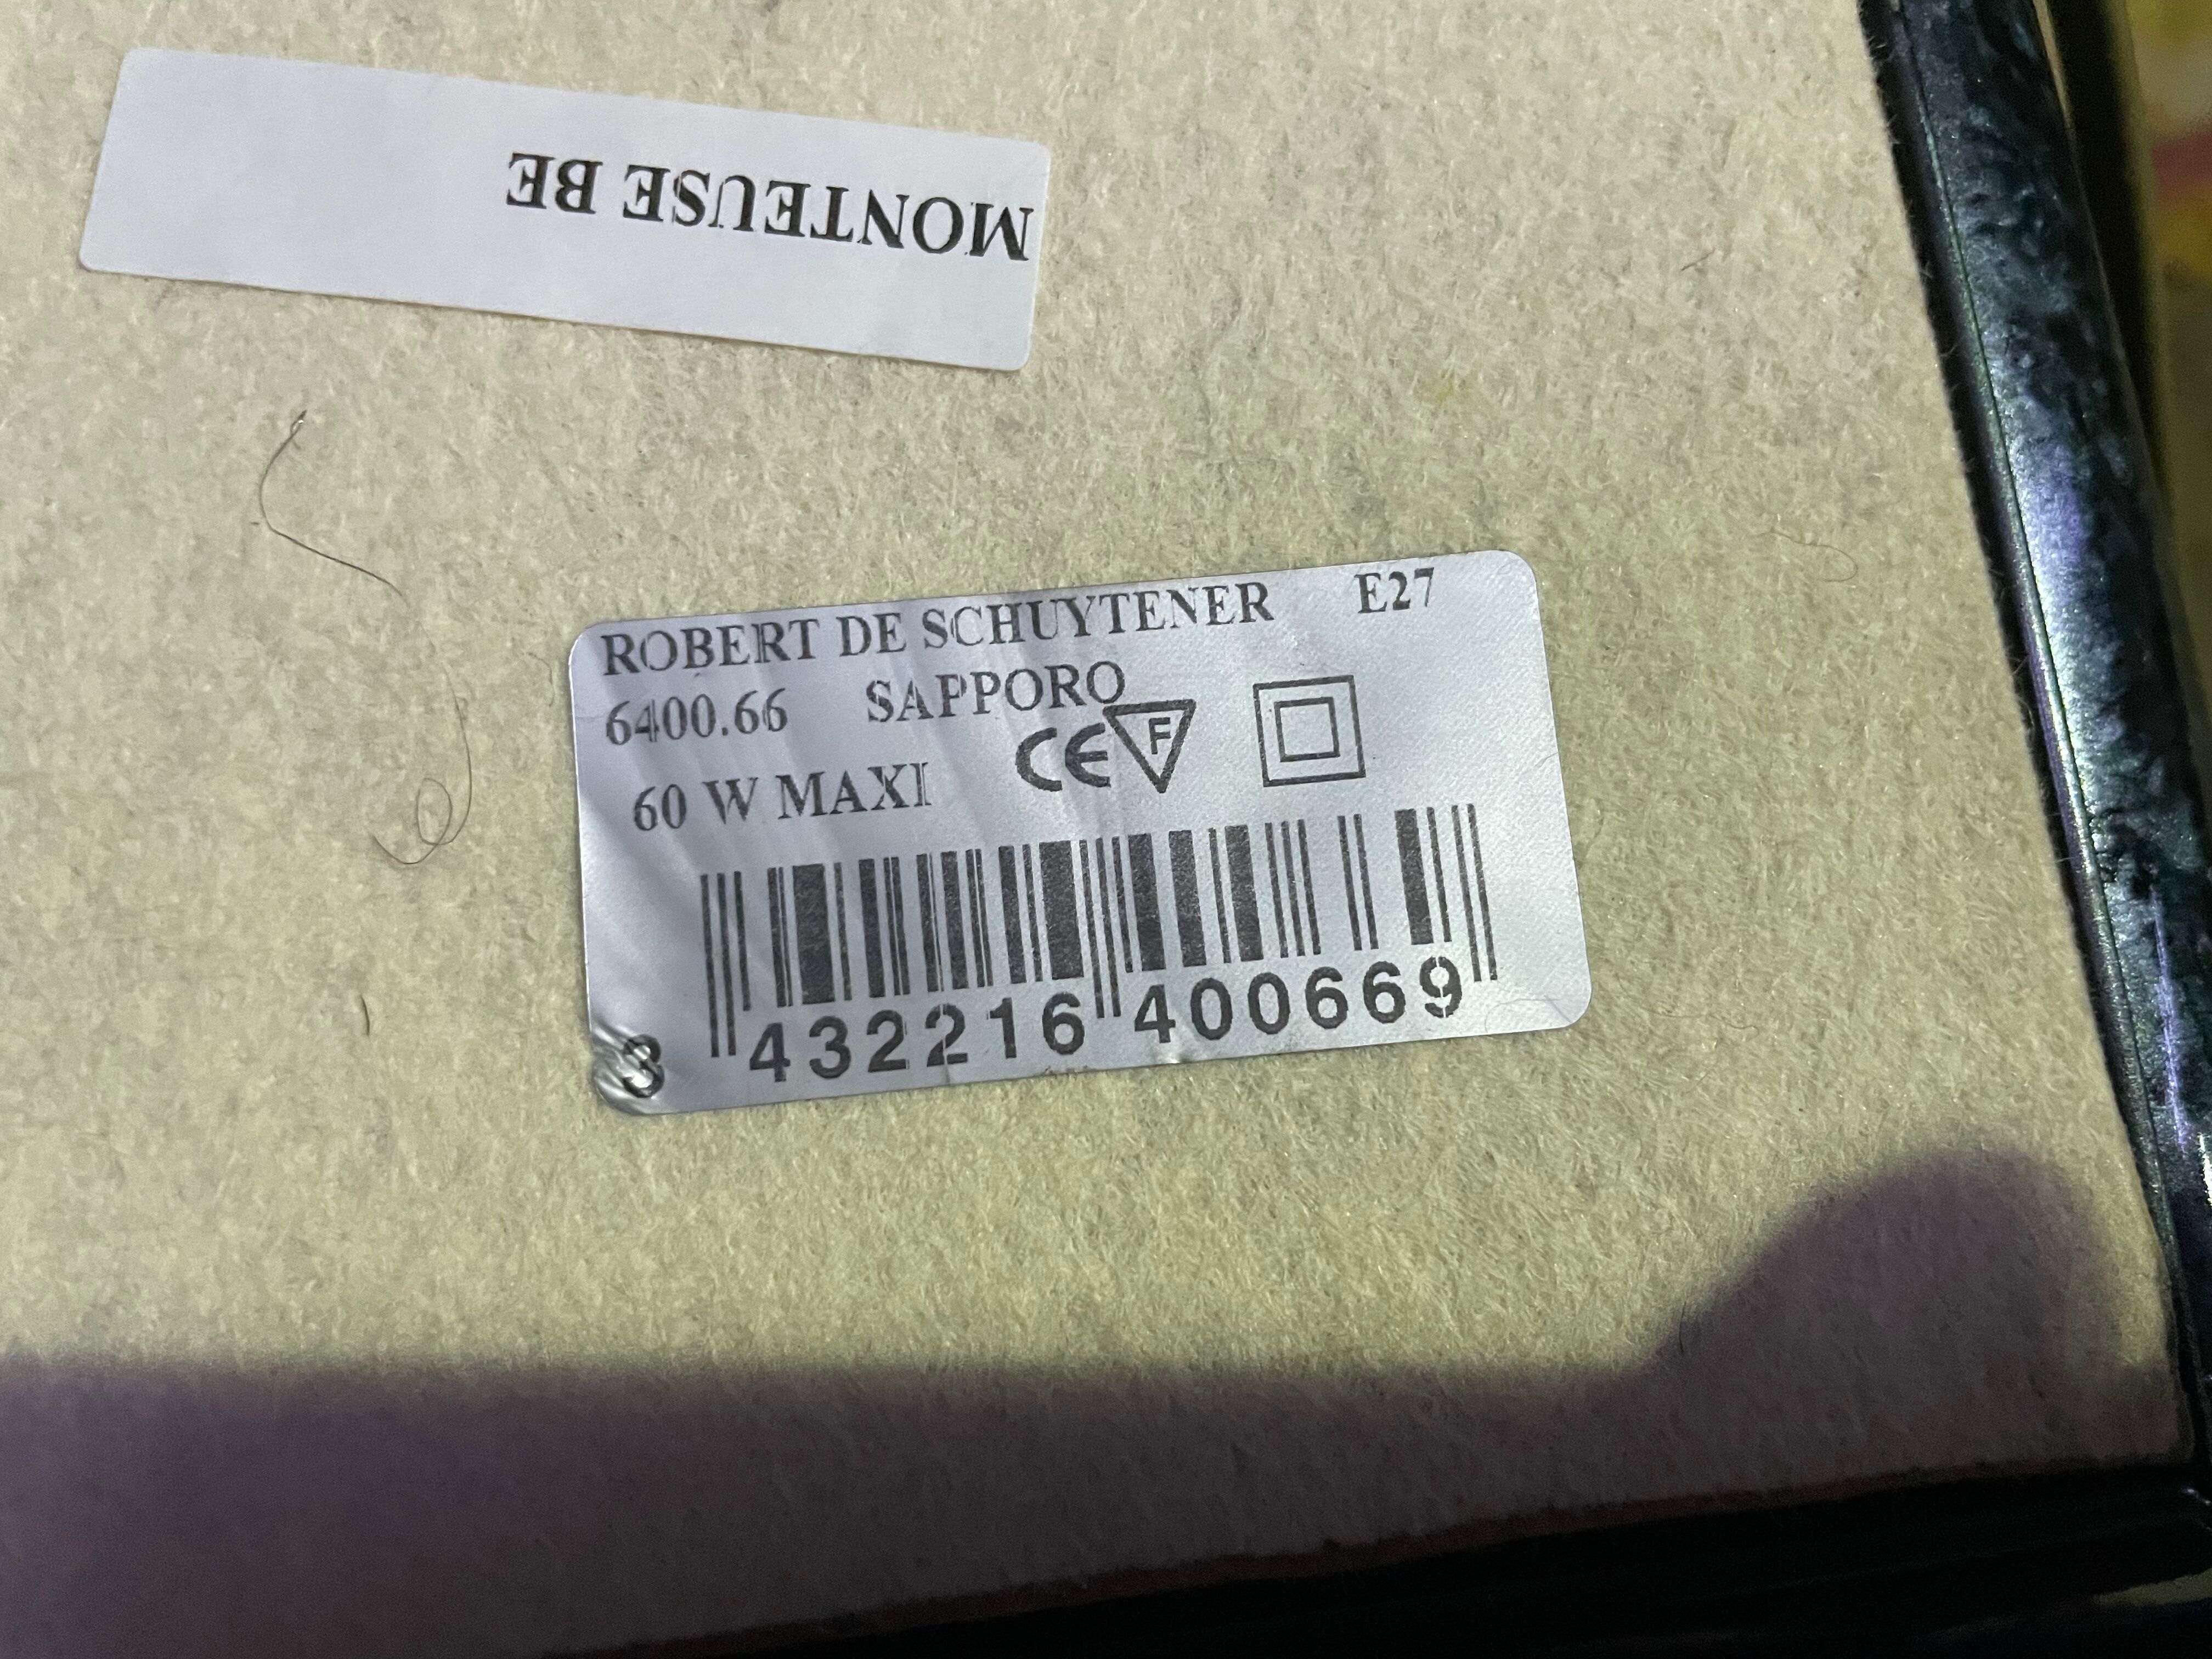 MONTEUSE BE
ROBERT DE SCHUYTENER E27
6400.66 SAPPORO
CE F
60 W MAXI
3 432216 400669